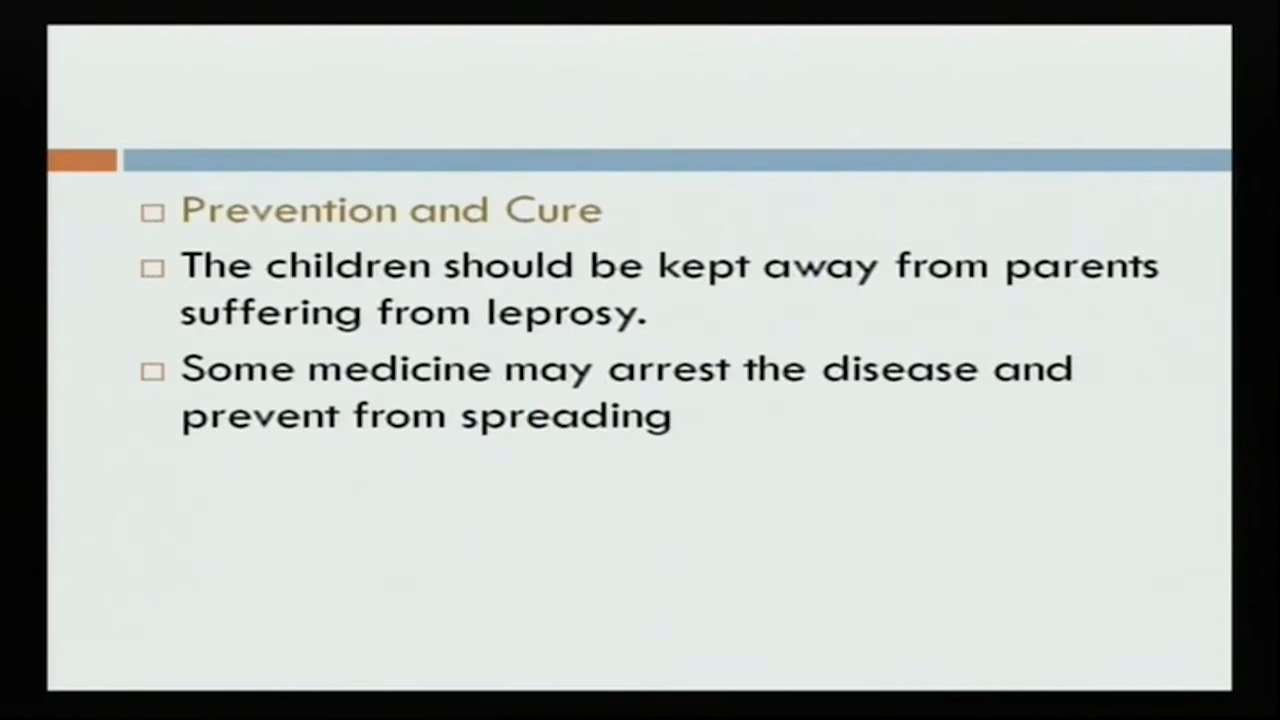 Prevention and Cure
The children should be kept away from parents
suffering from leprosy.
Some medicine may arrest the disease and
prevent from spreading